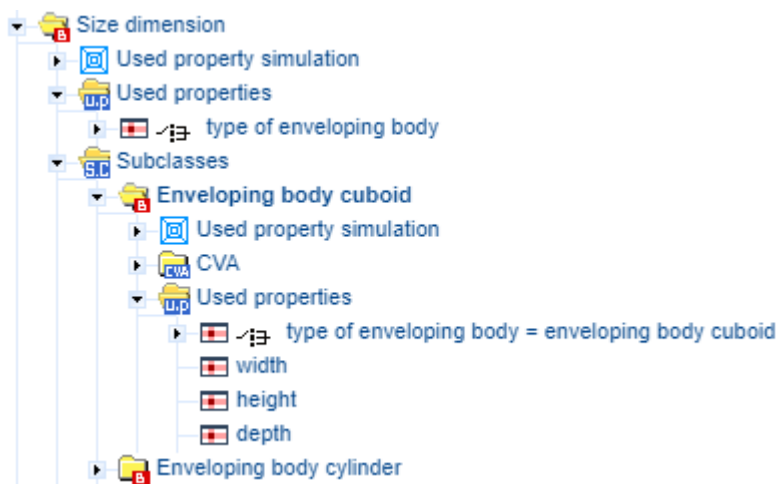 B Size dimension
Used property simulation
u.p Used properties
type of enveloping body
S.C Subclasses
B Enveloping body cuboid
Used property simulation
CVA CVA
u.p Used properties
type of enveloping body = enveloping body cuboid
width
height
depth
B Enveloping body cylinder